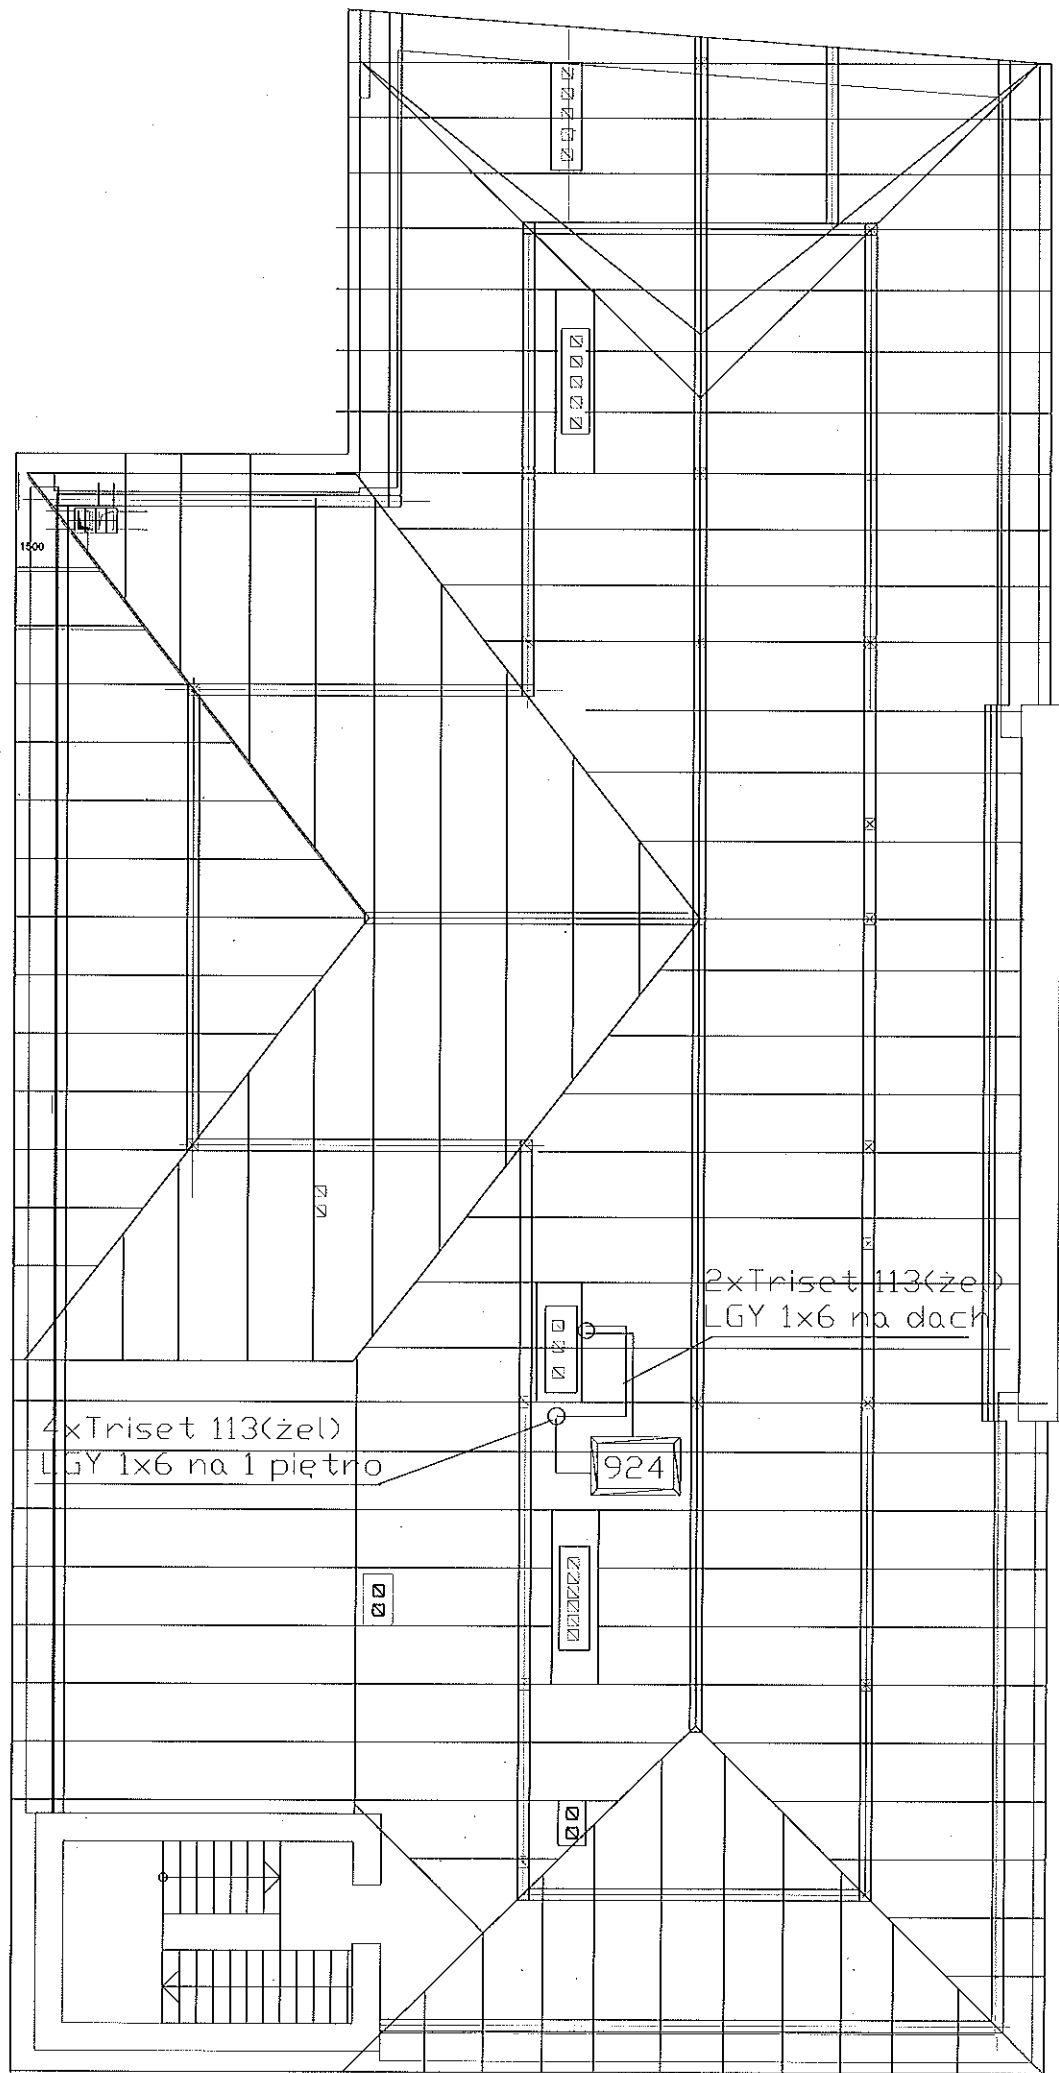 1500
2xTriset 113(żel)
LGY 1x6 na dach
4xTriset 113(żel)
LGY 1x6 na 1 piętro
924